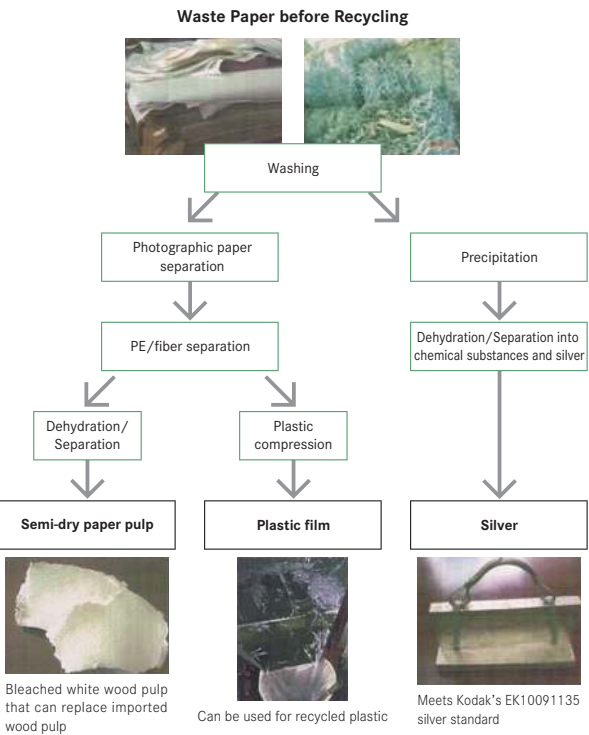 Waste Paper before Recycling
Washing
Photographic paper
separation
Precipitation
PE/fiber separation
Dehydration/Separation into
chemical substances and silver
Dehydration/
Separation
Plastic
compression
Semi-dry paper pulp
Plastic film
Silver
Bleached white wood pulp
that can replace imported
wood pulp
Can be used for recycled plastic
Meets Kodak's EK10091135
silver standard